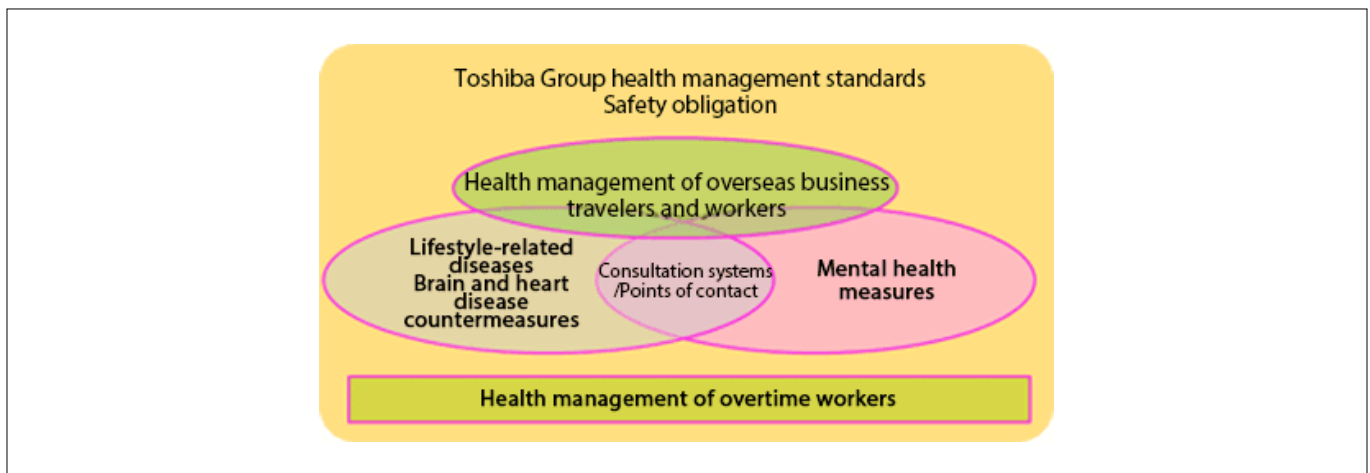 Toshiba Group health management standards
Safety obligation
Health management of overseas business
travelers and workers
Lifestyle-related
diseases
Brain and heart
disease
countermeasures
Consultation systems
/Points of contact
Mental health
measures
Health management of overtime workers